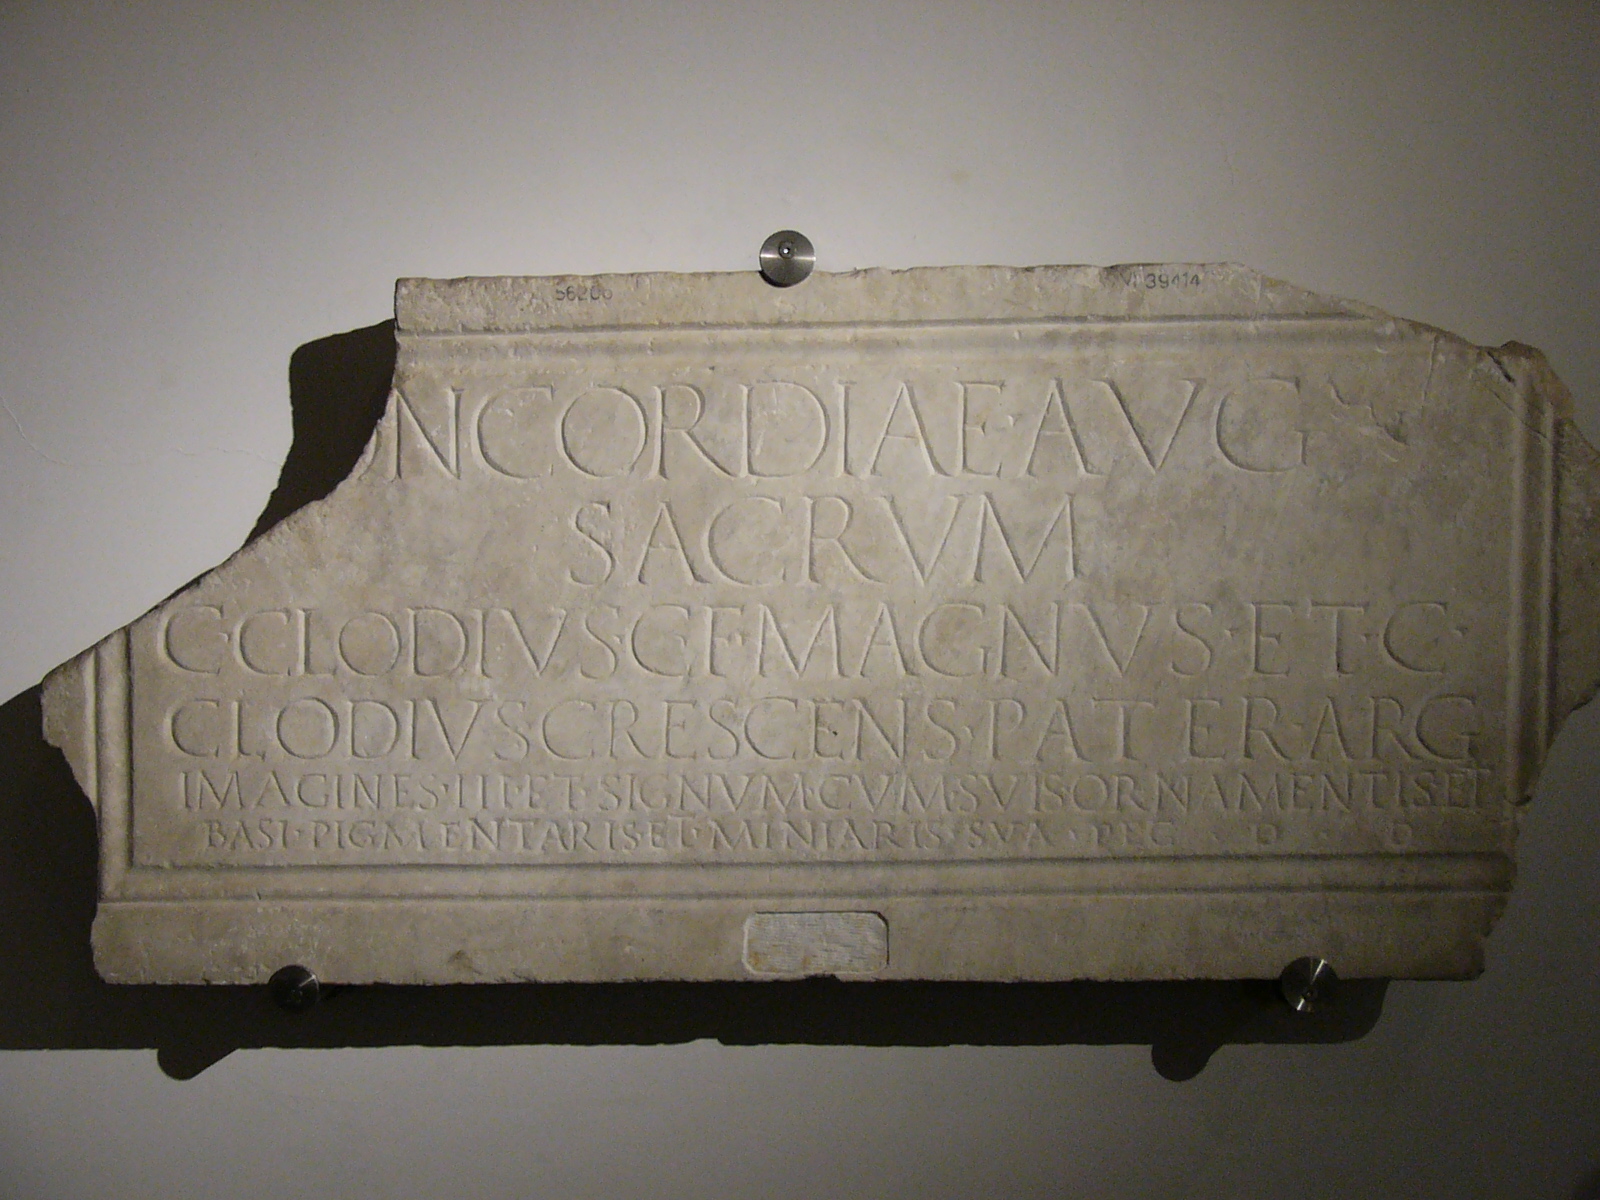 56206
VI 39414
NCORDIAE·AVG
SACRVM
C·CLODIVS·C·F·MAGNVS·ET·C·
CLODIVS CRESCENS·PATER·ARG
IMAGINES·III·ET·SIGNVM·CVM·SVIS·ORNAMENTIS ET
BASI·PIGMENTARIS·ET·MINIARIS·SVA·PEC·D·D